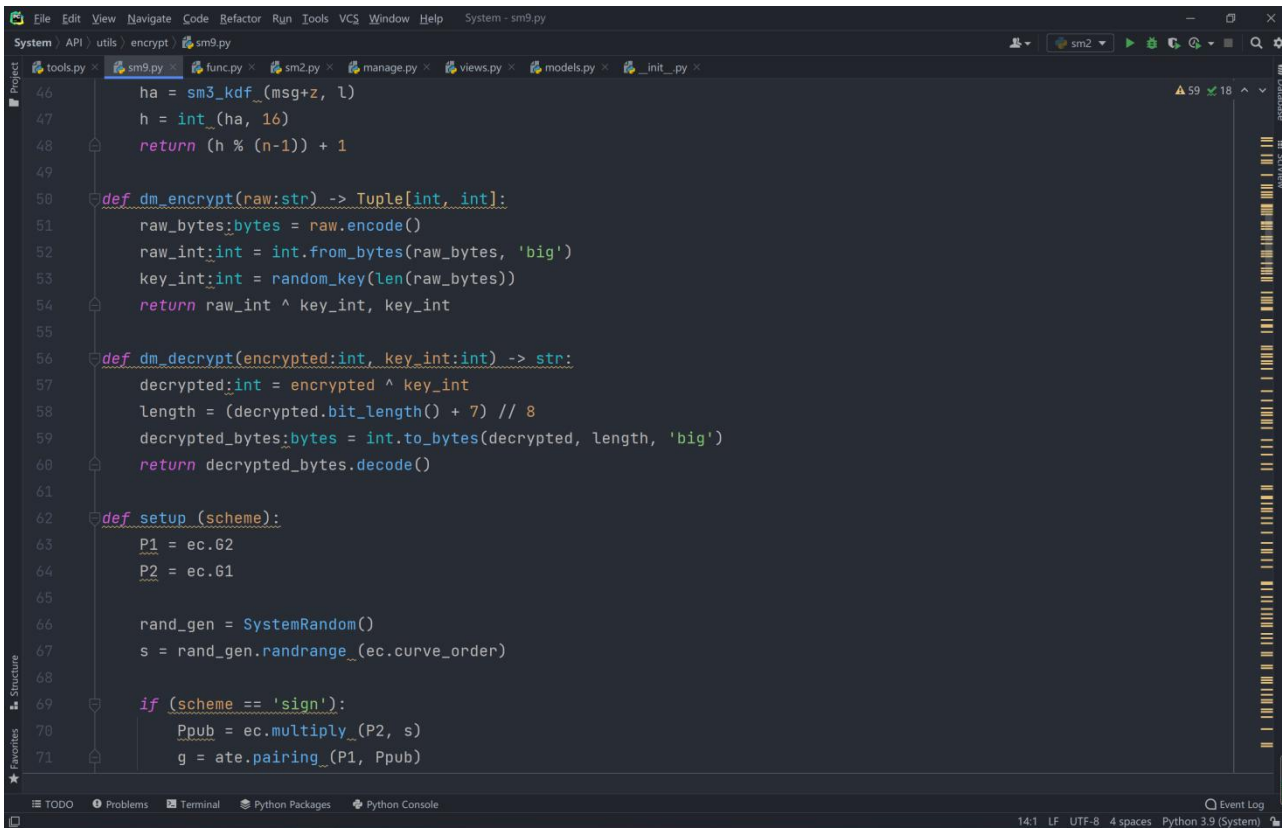 File Edit View Navigate Code Refactor Run Tools VCS Window Help System - sm9.py
System API utils encrypt sm9.py sm2
Project
tools.py sm9.py func.py sm2.py manage.py views.py models.py __init__.py
46 ha = sm3_kdf (msg+z, l) 59 18
47 h = int (ha, 16)
48 return (h % (n-1)) + 1
49
50 def dm_encrypt(raw:str) -> Tuple[int, int]:
51 raw_bytes:bytes = raw.encode()
52 raw_int:int = int.from_bytes(raw_bytes, 'big')
53 key_int:int = random_key(len(raw_bytes))
54 return raw_int ^ key_int, key_int
55
56 def dm_decrypt(encrypted:int, key_int:int) -> str:
57 decrypted:int = encrypted ^ key_int
58 length = (decrypted.bit_length() + 7) // 8
59 decrypted_bytes:bytes = int.to_bytes(decrypted, length, 'big')
60 return decrypted_bytes.decode()
61
62 def setup (scheme):
63 P1 = ec.G2
64 P2 = ec.G1
65
66 rand_gen = SystemRandom()
67 s = rand_gen.randrange (ec.curve_order)
68
69 if (scheme == 'sign'):
70 Ppub = ec.multiply (P2, s)
71 g = ate.pairing (P1, Ppub)
Database
SciView
Structure
Favorites
TODO Problems Terminal Python Packages Python Console Event Log
14:1 LF UTF-8 4 spaces Python 3.9 (System)